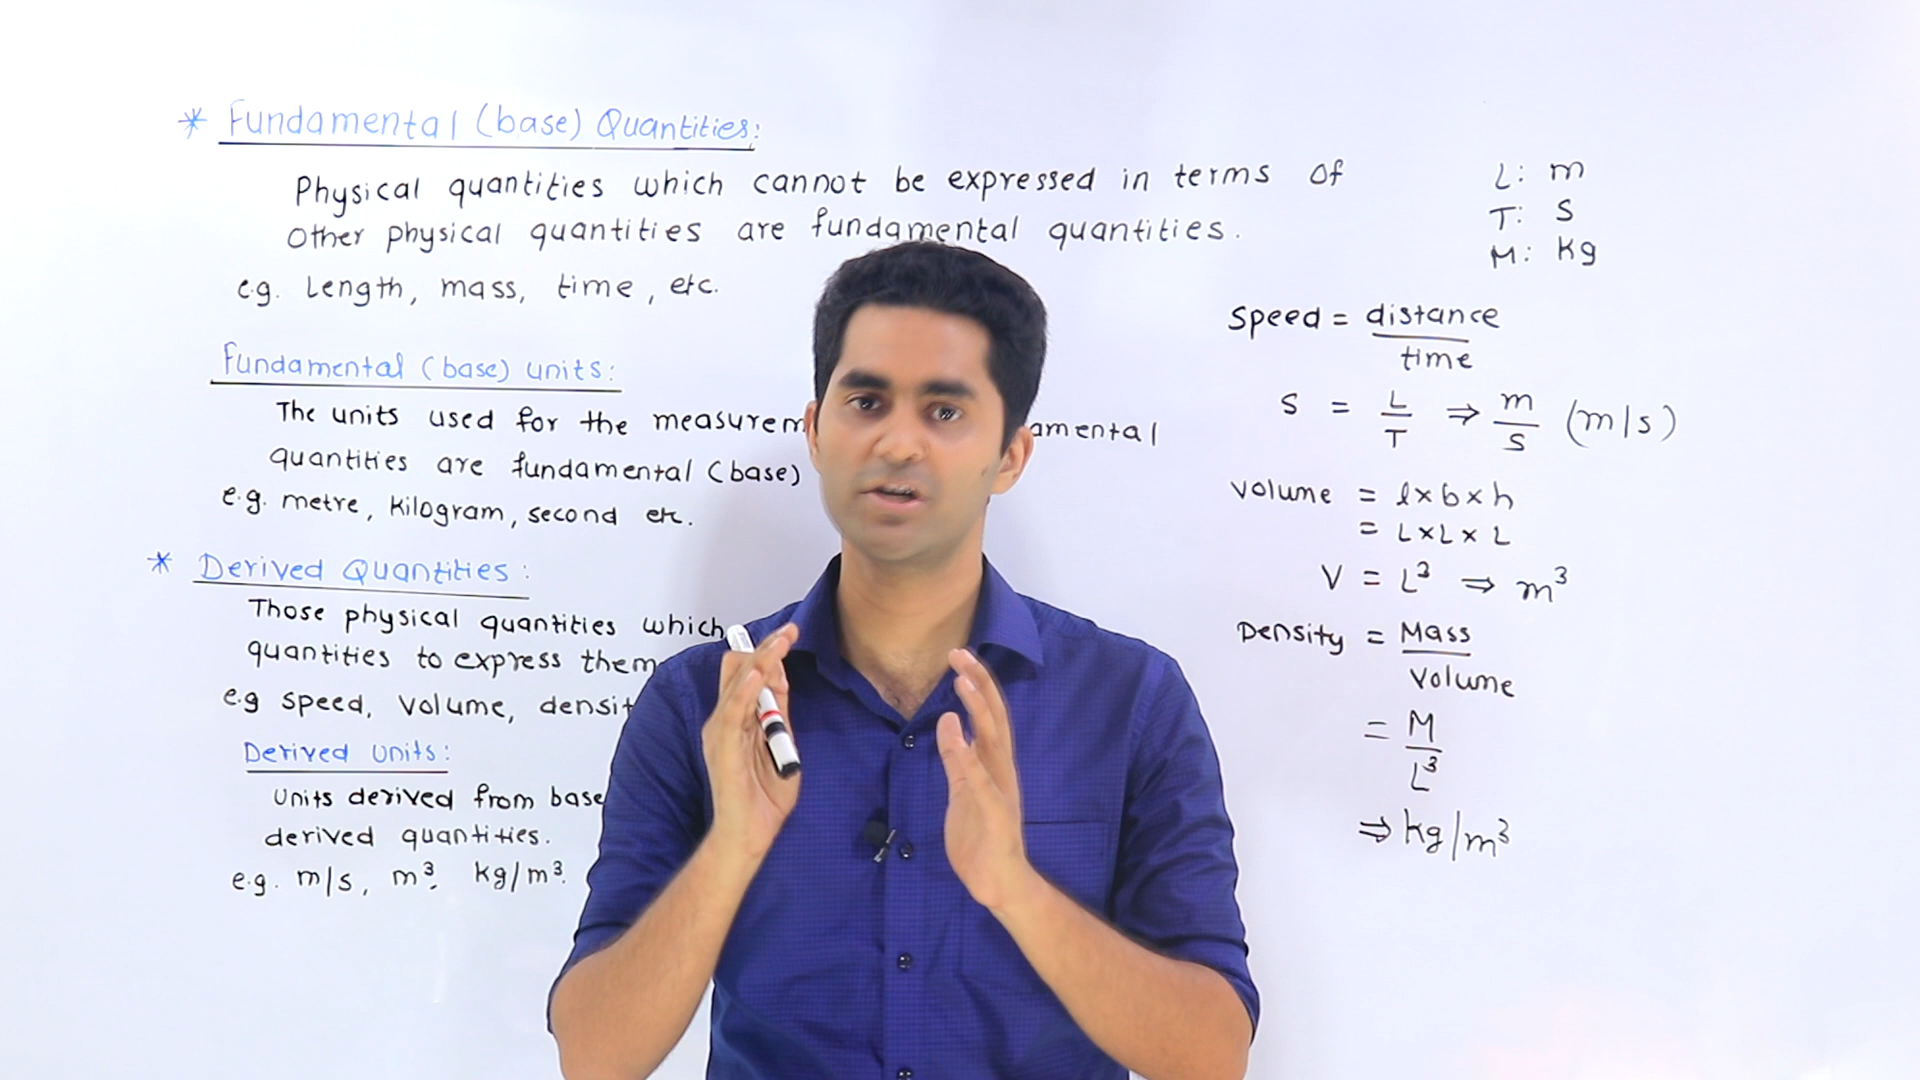 * Fundamental (base) Quantities:
Physical quantities which cannot be expressed in terms of
other physical quantities are fundamental quantities.
e.g. Length, mass, time, etc.
Fundamental (base) units:
The units used for the measurem amental
quantities are fundamental (base)
e.g. metre, kilogram, second etc.
* Derived Quantities:
Those physical quantities which
quantities to express them
e.g speed, volume, densit
Derived units:
Units derived from base
derived quantities.
e.g. m/s, m³, kg/m³.
L: m
T: s
M: kg
Speed = distance
time
S = L/T ⇒ m/s (m/s)
volume = l×b×h
= L×L×L
V = L³ ⇒ m³
Density = Mass
volume
= M
L³
⇒ kg/m³